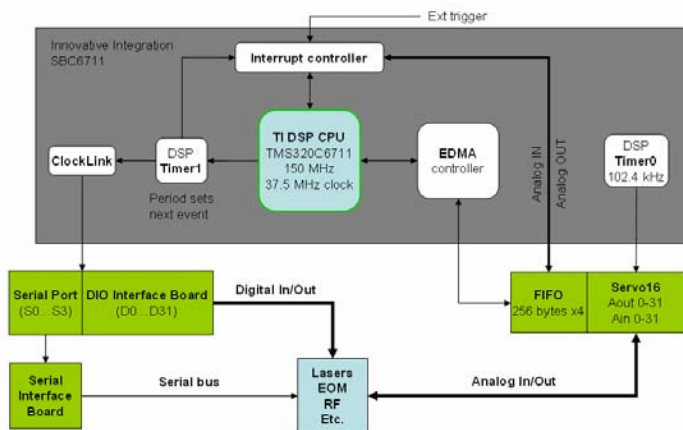 Ext trigger
Innovative Integration
SBC6711
Interrupt controller
TI DSP CPU
TMS320C6711
150 MHz
37.5 MHz clock
ClockLink
DSP
Timer1
Period sets
next event
EDMA
controller
Analog IN
Analog OUT
DSP
Timer0
102.4 kHz
Serial Port
(S0...S3)
DIO Interface Board
(D0...D31)
Digital In/Out
FIFO
256 bytes x4
Servo16
Aout 0-31
Ain 0-31
Serial
Interface
Board
Serial bus
Lasers
EOM
RF
Etc.
Analog In/Out